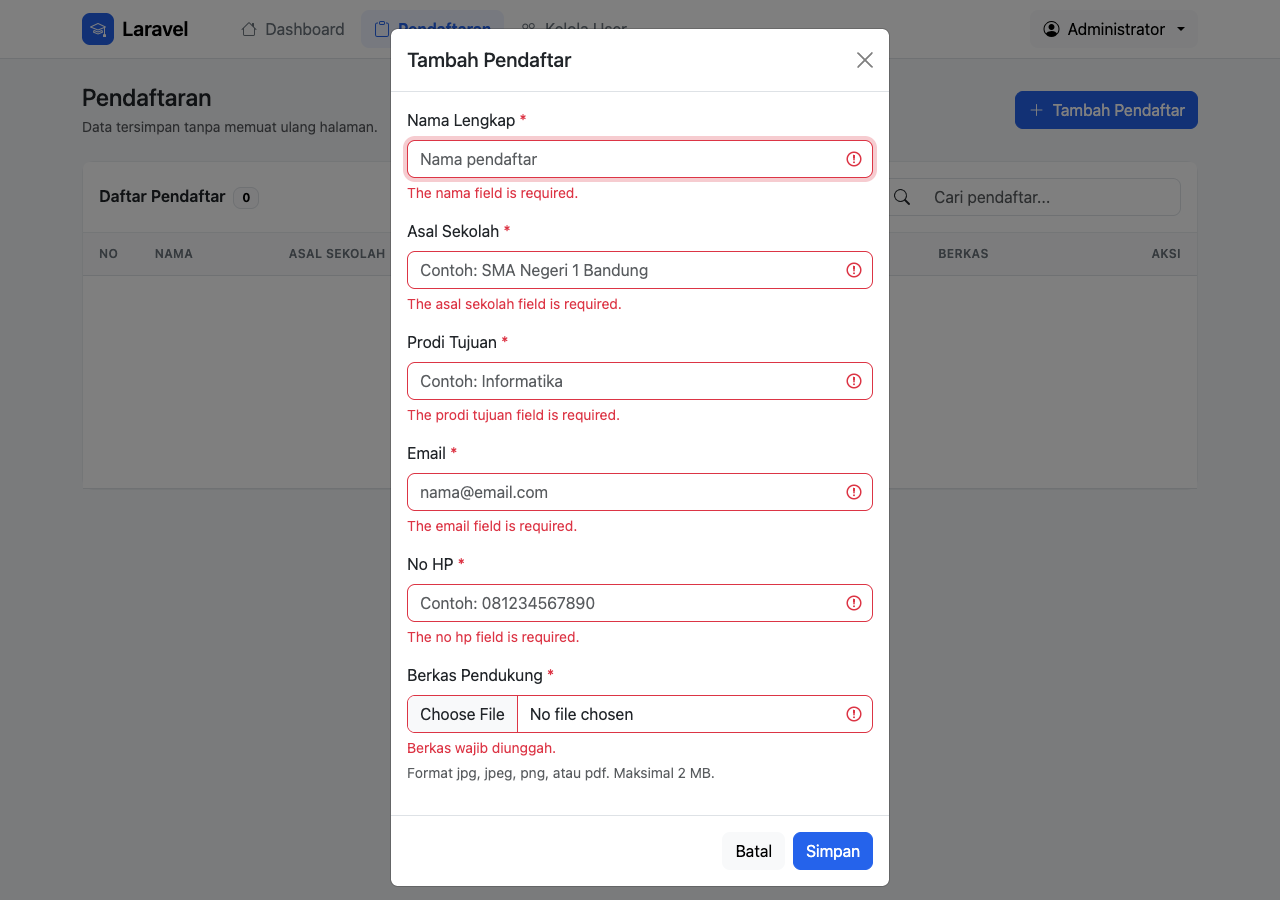 Laravel
Dashboard
Pendaftaran
Kelola User
Administrator
Tambah Pendaftar
Pendaftaran
Data tersimpan tanpa memuat ulang halaman.
Tambah Pendaftar
Daftar Pendaftar 0
Cari pendaftar...
NO NAMA ASAL SEKOLAH BERKAS AKSI
Nama Lengkap *
Nama pendaftar
The nama field is required.
Asal Sekolah *
Contoh: SMA Negeri 1 Bandung
The asal sekolah field is required.
Prodi Tujuan *
Contoh: Informatika
The prodi tujuan field is required.
Email *
nama@email.com
The email field is required.
No HP *
Contoh: 081234567890
The no hp field is required.
Berkas Pendukung *
Choose File No file chosen
Berkas wajib diunggah.
Format jpg, jpeg, png, atau pdf. Maksimal 2 MB.
Batal Simpan